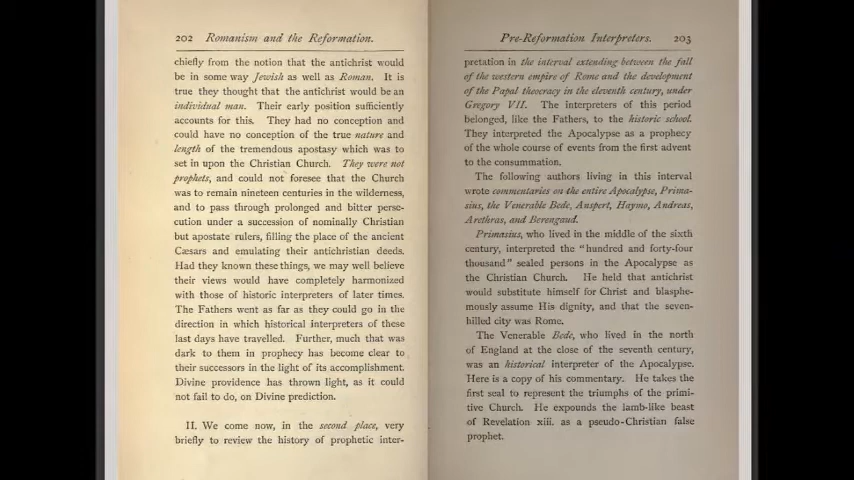 202 Romanism and the Reformation.
chiefly from the notion that the antichrist would
be in some way Jewish as well as Roman. It is
true they thought that the antichrist would be an
individual man. Their early position sufficiently
accounts for this. They had no conception and
could have no conception of the true nature and
length of the tremendous apostasy which was to
set in upon the Christian Church. They were not
prophets, and could not foresee that the Church
was to remain nineteen centuries in the wilderness,
and to pass through prolonged and bitter perse-
cution under a succession of nominally Christian
but apostate rulers, filling the place of the ancient
Cæsars and emulating their antichristian deeds.
Had they known these things, we may well believe
their views would have completely harmonized
with those of historic interpreters of later times.
The Fathers went as far as they could go in the
direction in which historical interpreters of these
last days have travelled. Further, much that was
dark to them in prophecy has become clear to
their successors in the light of its accomplishment.
Divine providence has thrown light, as it could
not fail to do, on Divine prediction.
II. We come now, in the second place, very
briefly to review the history of prophetic inter-
Pre-Reformation Interpreters. 203
pretation in the interval extending between the fall
of the western empire of Rome and the development
of the Papal theocracy in the eleventh century, under
Gregory VII. The interpreters of this period
belonged, like the Fathers, to the historic school.
They interpreted the Apocalypse as a prophecy
of the whole course of events from the first advent
to the consummation.
The following authors living in this interval
wrote commentaries on the entire Apocalypse, Prima-
sius, the Venerable Bede, Anspert, Haymo, Andreas,
Arethras, and Berengaud.
Primasius, who lived in the middle of the sixth
century, interpreted the "hundred and forty-four
thousand" sealed persons in the Apocalypse as
the Christian Church. He held that antichrist
would substitute himself for Christ and blasphe-
mously assume His dignity, and that the seven-
hilled city was Rome.
The Venerable Bede, who lived in the north
of England at the close of the seventh century,
was an historical interpreter of the Apocalypse.
Here is a copy of his commentary. He takes the
first seal to represent the triumphs of the primi-
tive Church. He expounds the lamb-like beast
of Revelation xiii. as a pseudo-Christian false
prophet.